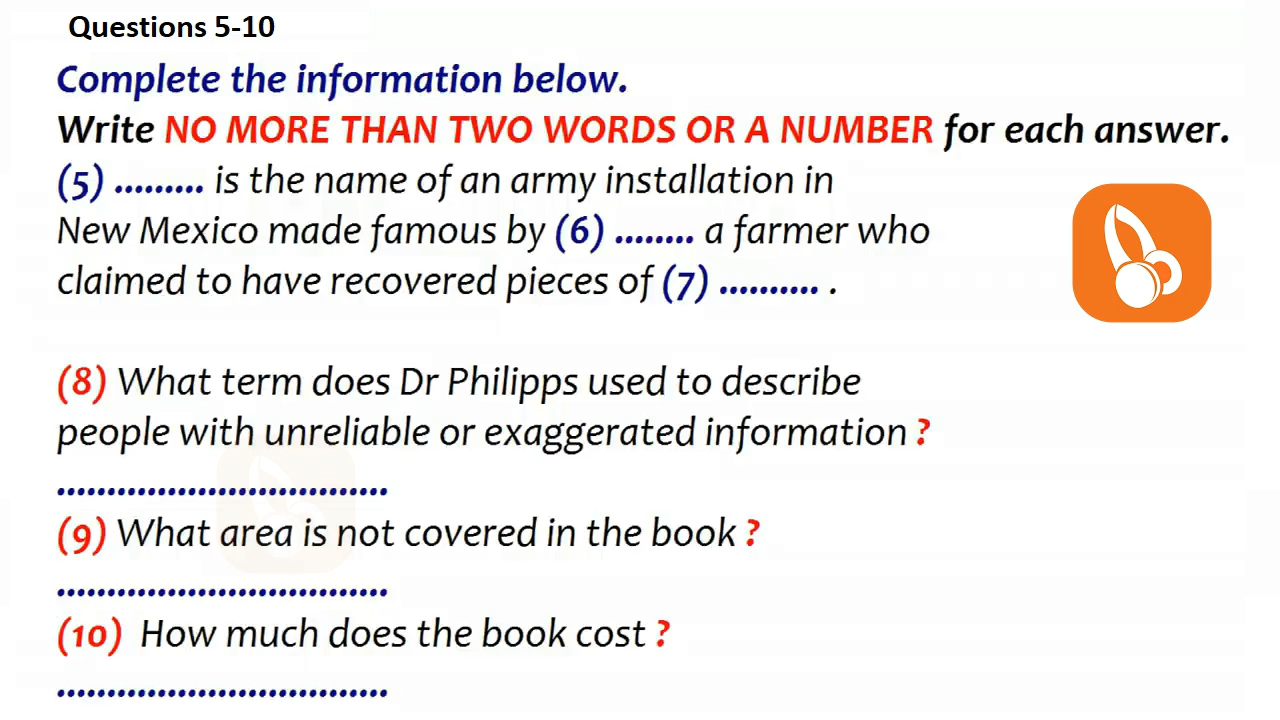 Questions 5-10
Complete the information below.
Write NO MORE THAN TWO WORDS OR A NUMBER for each answer.
(5) ......... is the name of an army installation in
New Mexico made famous by (6) ........ a farmer who
claimed to have recovered pieces of (7) .......... .
(8) What term does Dr Philipps used to describe
people with unreliable or exaggerated information ?
.................................
(9) What area is not covered in the book ?
.................................
(10) How much does the book cost ?
.................................